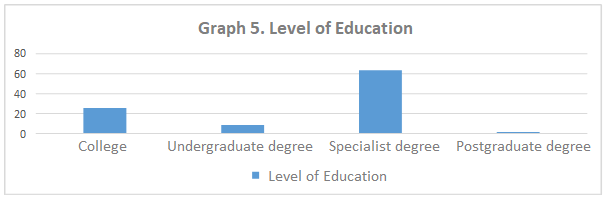 Graph 5. Level of Education
80
60
40
20
0
College Undergraduate degree Specialist degree Postgraduate degree
Level of Education